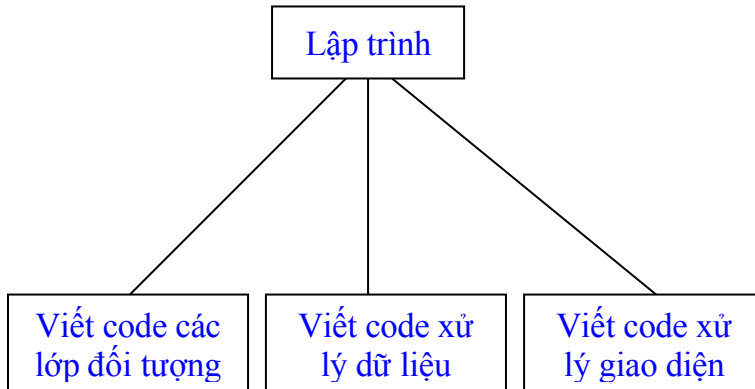 Lập trình
Viết code các
lớp đối tượng
Viết code xử
lý dữ liệu
Viết code xử
lý giao diện